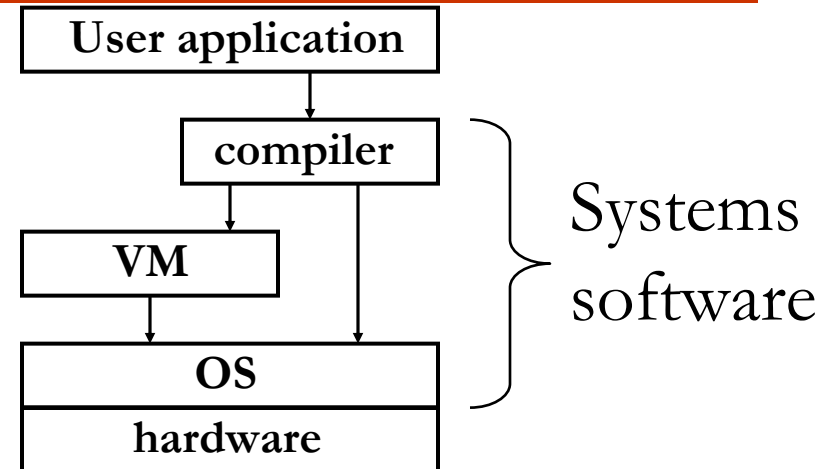 User application
compiler
VM
OS
hardware
Systems
software